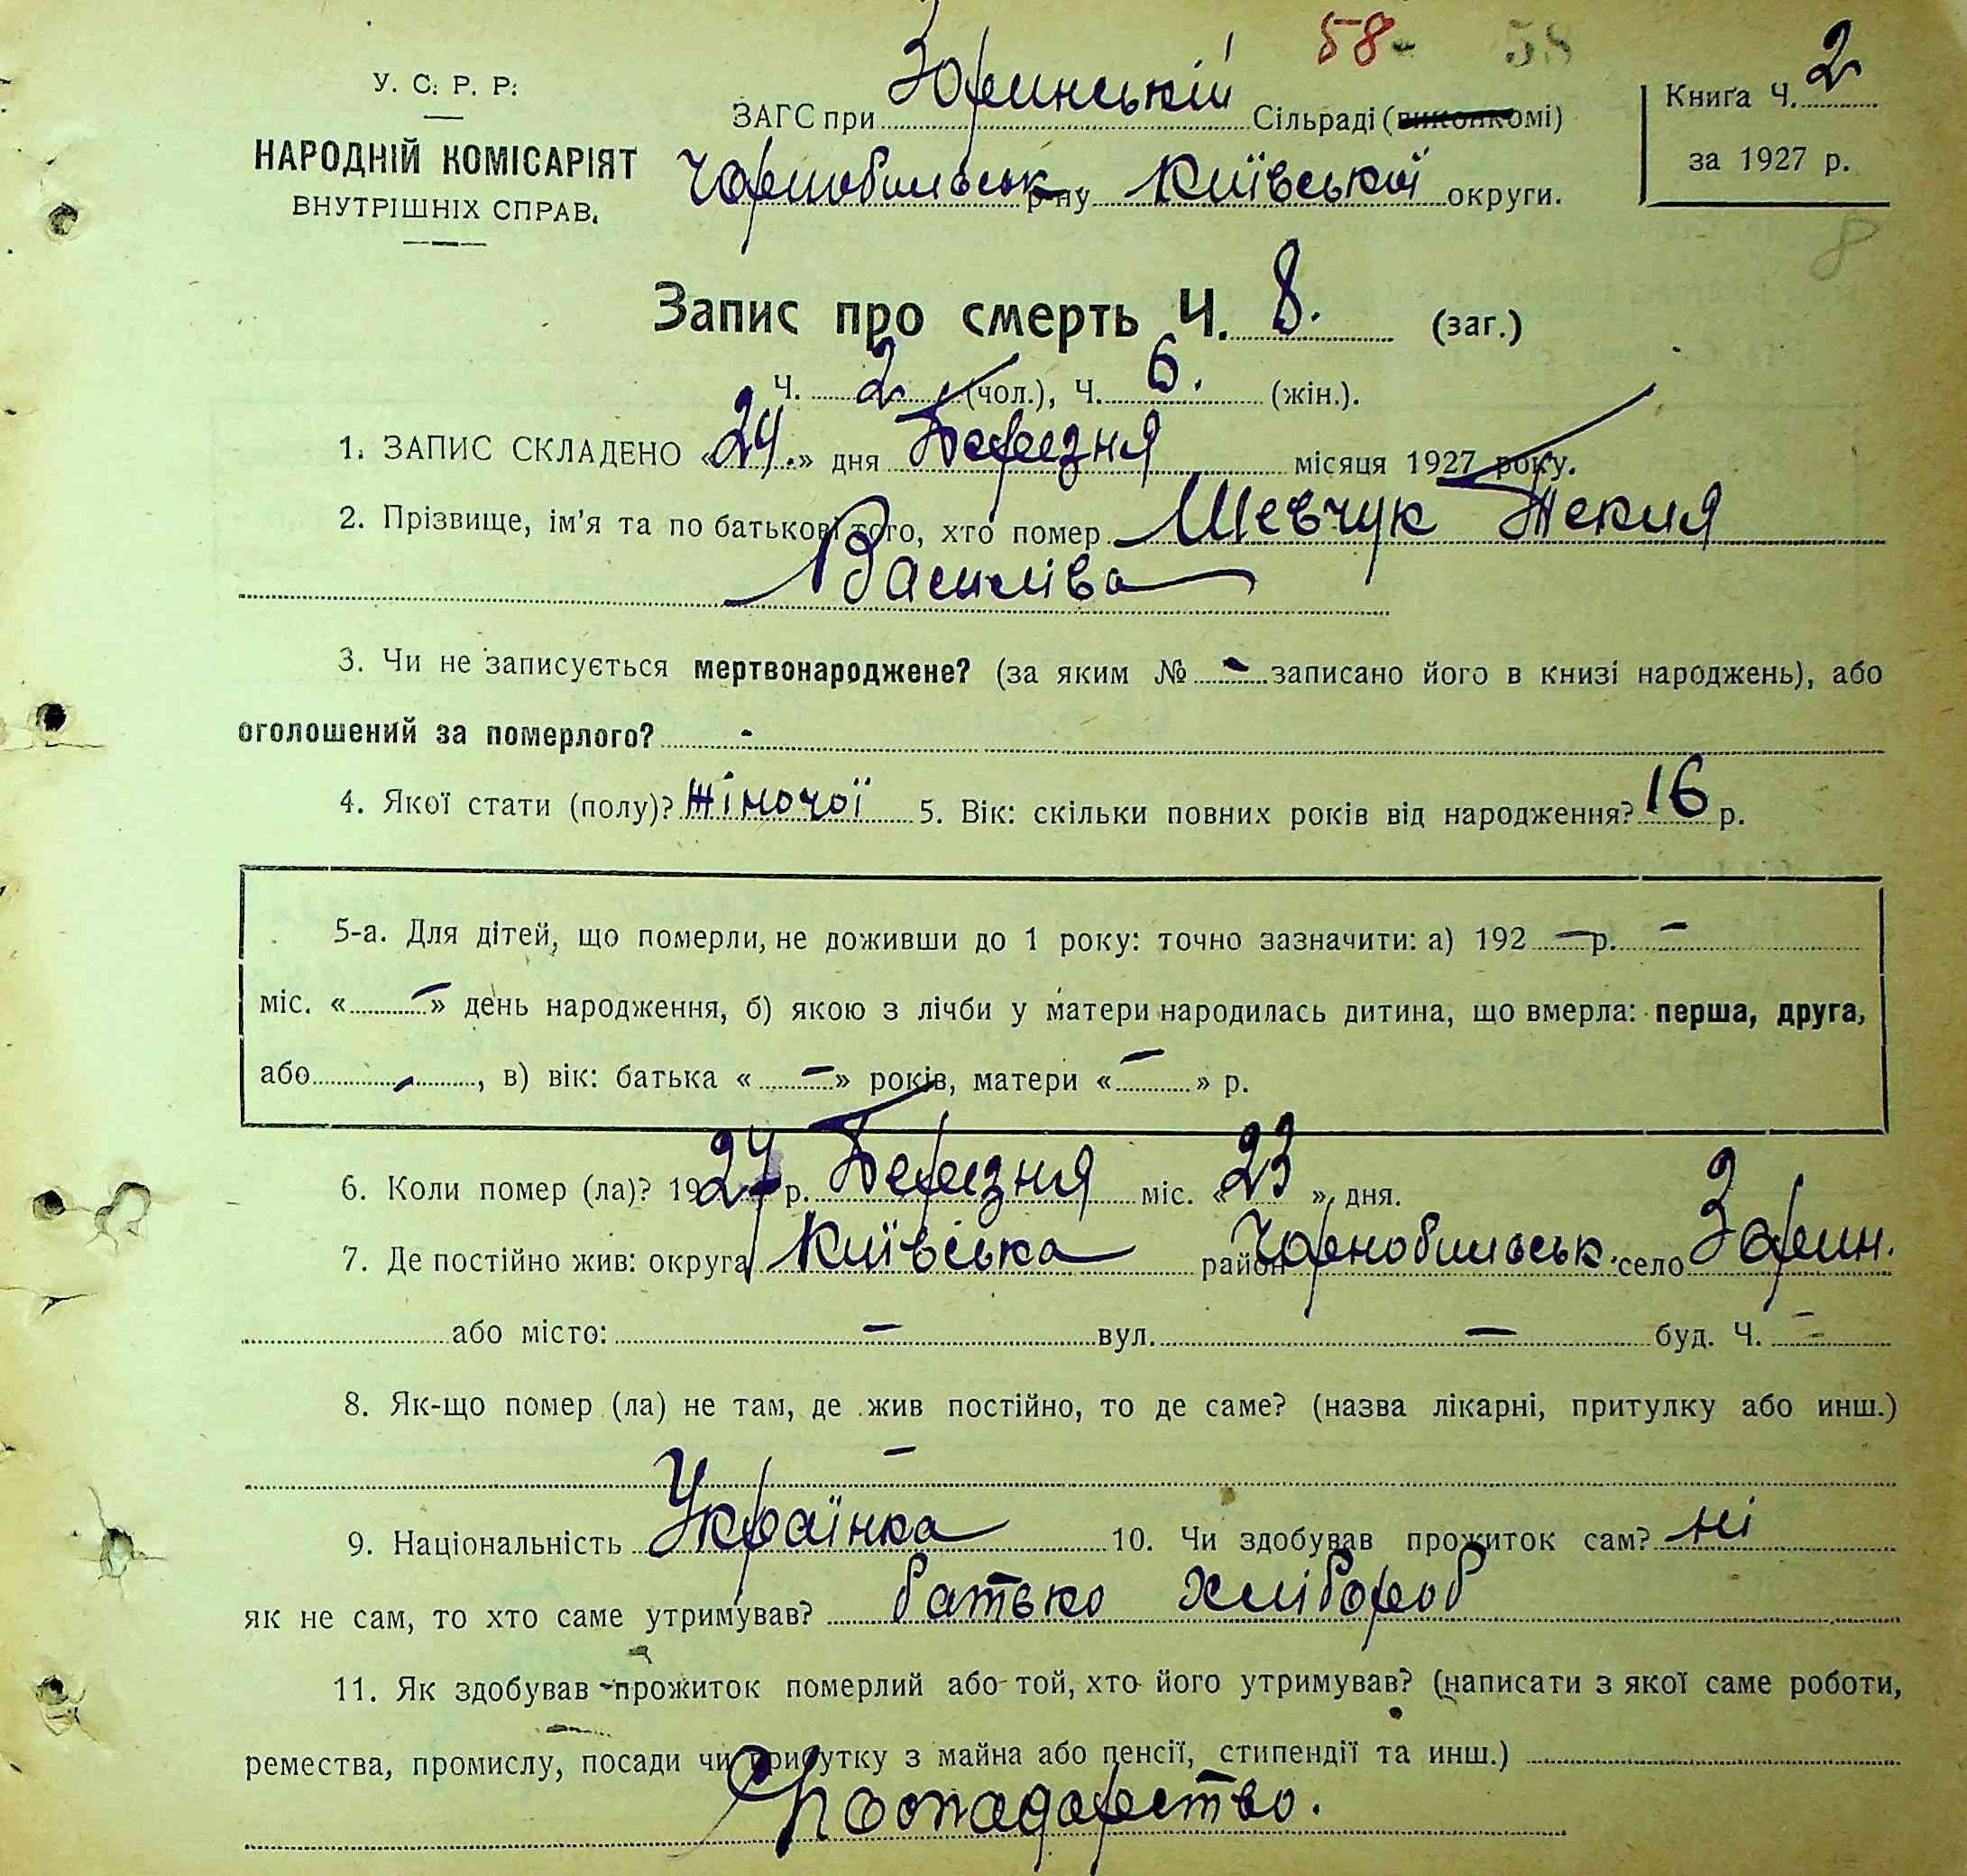 58- 58
У. С. Р. Р.
НАРОДНІЙ КОМІСАРІЯТ
ВНУТРІШНІХ СПРАВ.
ЗАГС при Зоринській Сільраді (виконкомі)
Чорнобильськ р-ну Київської округи.
Книга Ч. 2
за 1927 р.
8
Запис про смерть Ч. 8. (заг.)
Ч. 2 (чол.), Ч. 6. (жін.).
1. ЗАПИС СКЛАДЕНО «24.» дня Березня місяця 1927 року.
2. Прізвище, ім'я та по батькові того, хто помер Шевчук Текля
Василіва
3. Чи не записується мертвонароджене? (за яким № - записано його в книзі народжень), або
оголошений за померлого? -
4. Якої стати (полу)? Жіночої 5. Вік: скільки повних років від народження? 16 р.
5-а. Для дітей, що померли, не доживши до 1 року: точно зазначити: а) 192 — р. —
міс. « — » день народження, б) якою з лічби у матери народилась дитина, що вмерла: перша, друга,
або - , в) вік: батька « — » років, матери « — » р.
6. Коли помер (ла)? 1927 р. Березня міс. «23» дня.
7. Де постійно жив: округа Київська район Чорнобильськ. село Зорин.
або місто: — вул. — буд. Ч. -
8. Як-що помер (ла) не там, де жив постійно, то де саме? (назва лікарні, притулку або инш.)
—
9. Національність Українка 10. Чи здобував прожиток сам? ні
як не сам, то хто саме утримував? батько хлібороб
11. Як здобував прожиток померлий або той, хто його утримував? (написати з якої саме роботи,
ремества, промислу, посади чи прибутку з майна або пенсії, стипендії та инш.)